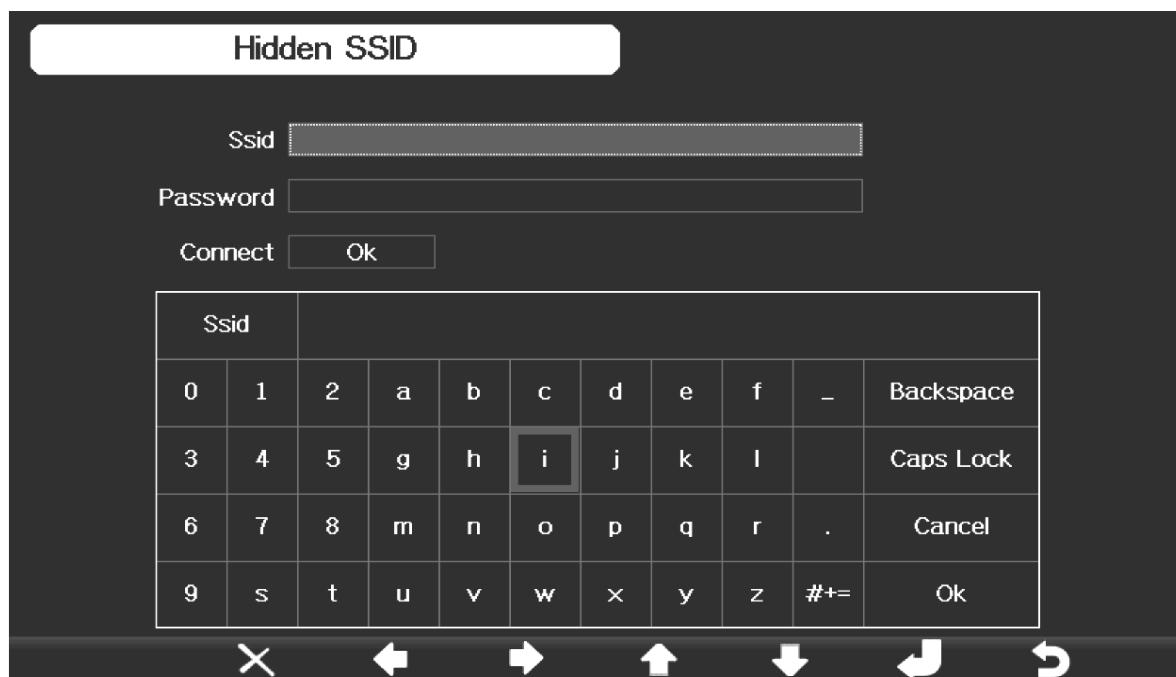 Hidden SSID
Ssid
Password
Connect Ok
Ssid
0 1 2 a b c d e f _ Backspace
3 4 5 g h i j k l Caps Lock
6 7 8 m n o p q r . Cancel
9 s t u v w x y z #+= Ok